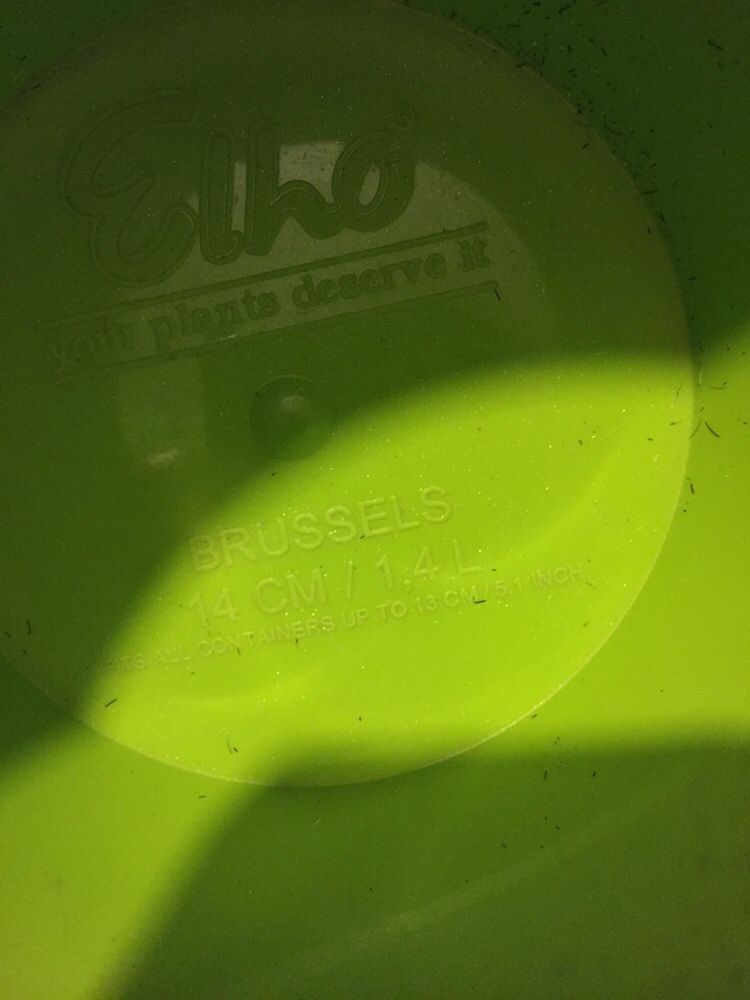 Elho®
your plants deserve it
BRUSSELS
14 CM / 1,4 L
FITS ALL CONTAINERS UP TO 13 CM / 5.1 INCH